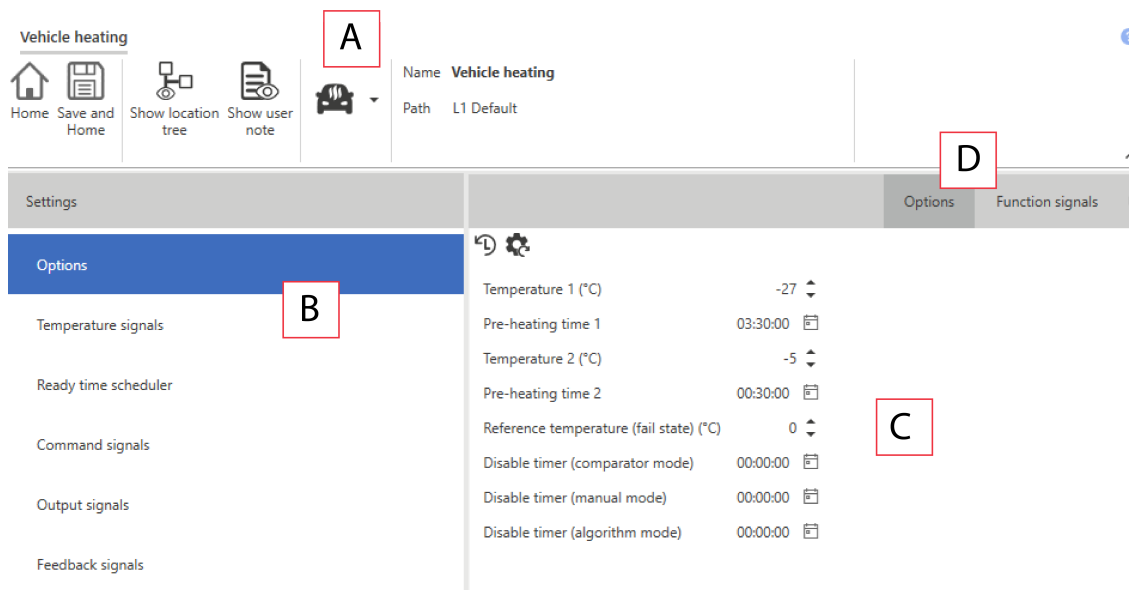 A
Vehicle heating
Name Vehicle heating
Path L1 Default
Home
Save and Home
Show location tree
Show user note
D
Settings
Options Function signals
Options
Temperature signals
Ready time scheduler
Command signals
Output signals
Feedback signals
B
Temperature 1 (°C) -27
Pre-heating time 1 03:30:00
Temperature 2 (°C) -5
Pre-heating time 2 00:30:00
Reference temperature (fail state) (°C) 0
Disable timer (comparator mode) 00:00:00
Disable timer (manual mode) 00:00:00
Disable timer (algorithm mode) 00:00:00
C